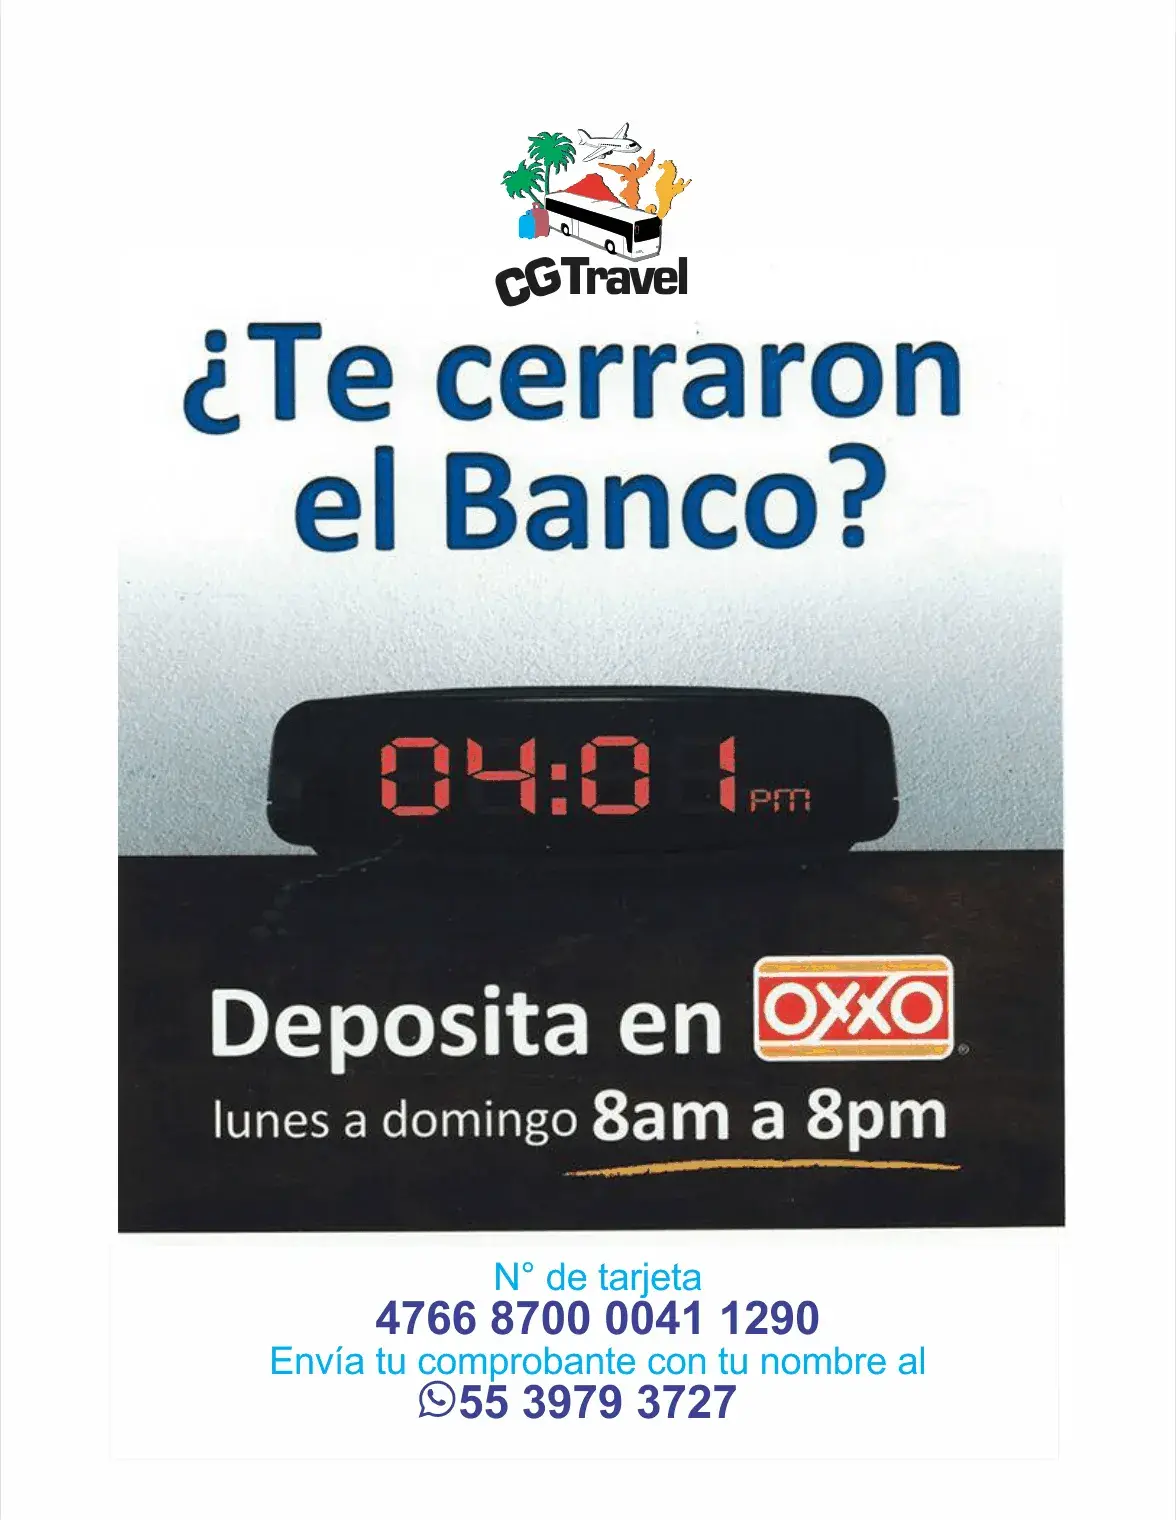 CGTravel
¿Te cerraron
el Banco?
04:01 pm
Deposita en OXXO®
lunes a domingo 8am a 8pm
N° de tarjeta
4766 8700 0041 1290
Envía tu comprobante con tu nombre al
55 3979 3727